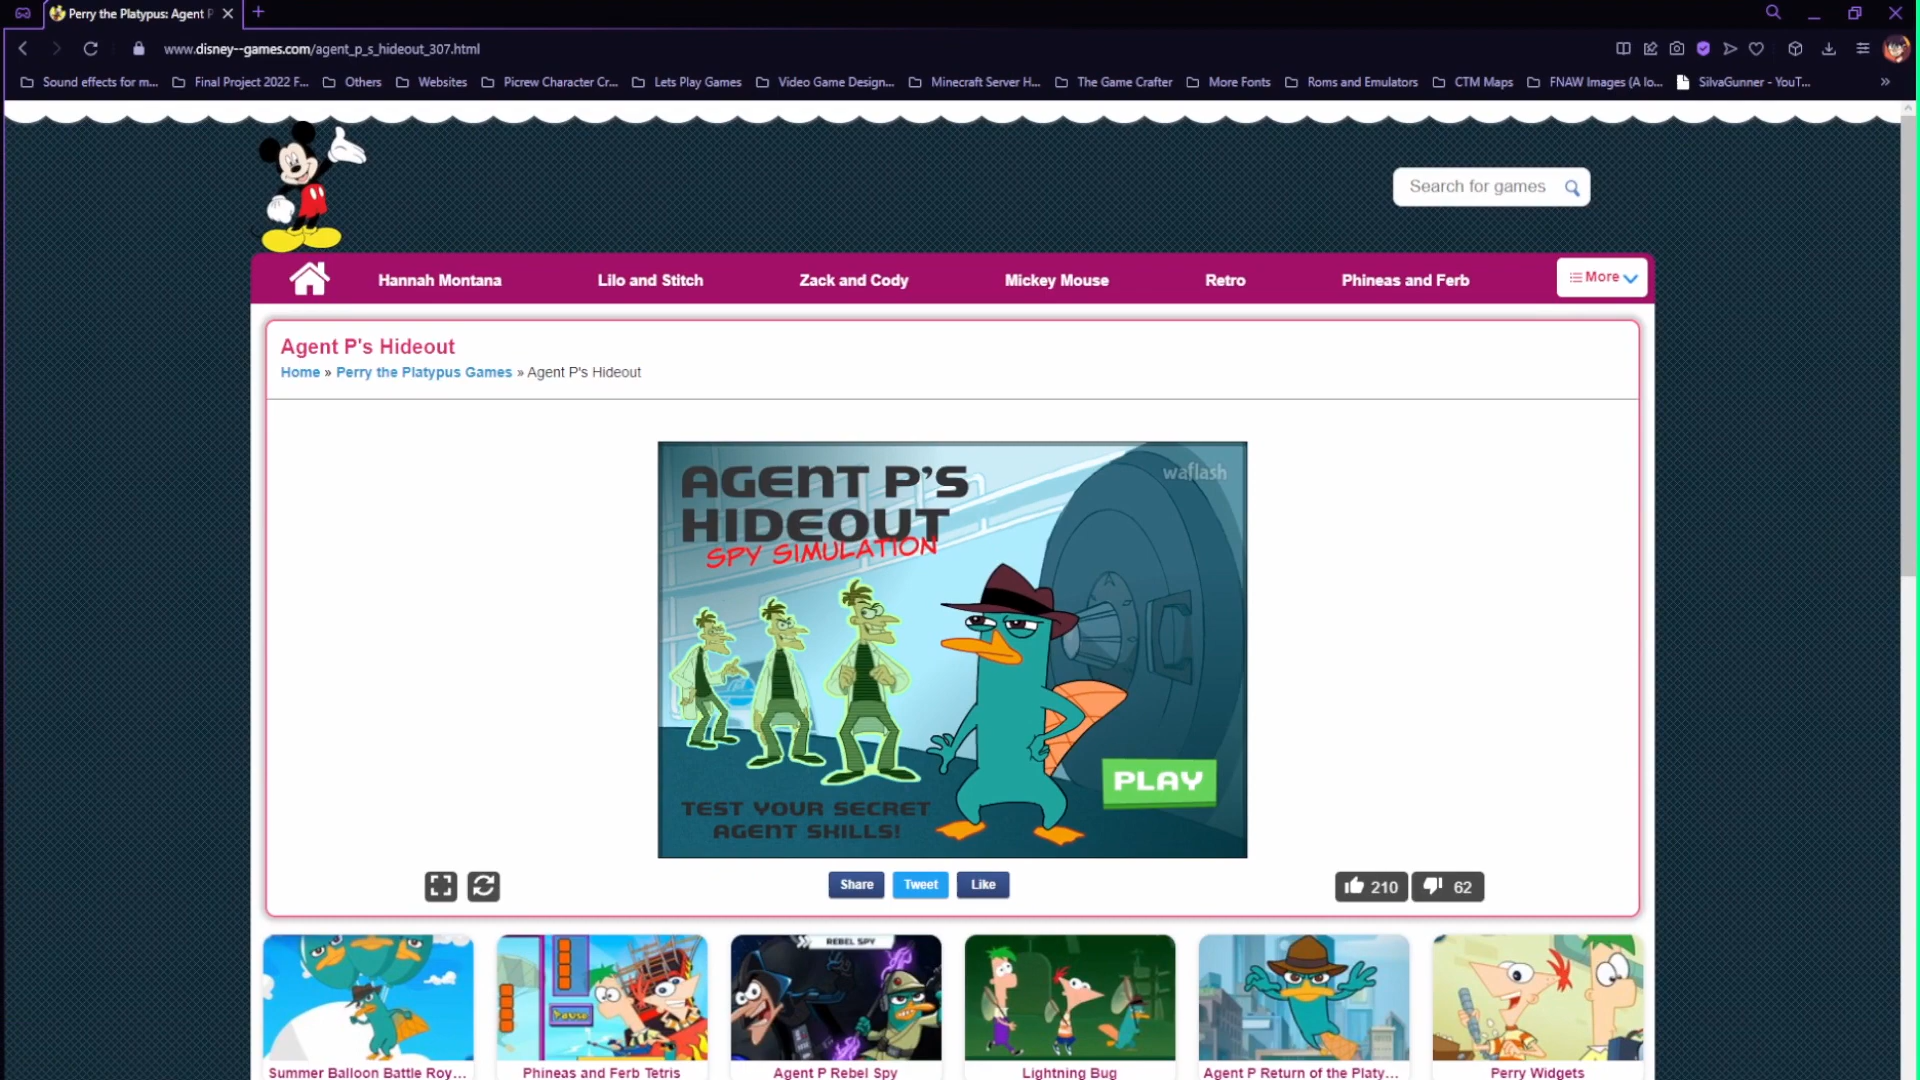 Perry the Platypus: Agent P
www.disney--games.com/agent_p_s_hideout_307.html
Sound effects for m...
Final Project 2022 F...
Others
Websites
Picrew Character Cr...
Lets Play Games
Video Game Design...
Minecraft Server H...
The Game Crafter
More Fonts
Roms and Emulators
CTM Maps
FNAW Images (A lo...
SilvaGunner - YouT...
Search for games
Hannah Montana
Lilo and Stitch
Zack and Cody
Mickey Mouse
Retro
Phineas and Ferb
More
Agent P's Hideout
Home » Perry the Platypus Games » Agent P's Hideout
waflash
AGENT P'S
HIDEOUT
SPY SIMULATION
PLAY
TEST YOUR SECRET
AGENT SKILLS!
Share
Tweet
Like
210
62
Pause
REBEL SPY
Summer Balloon Battle Roy...
Phineas and Ferb Tetris
Agent P Rebel Spy
Lightning Bug
Agent P Return of the Platy...
Perry Widgets